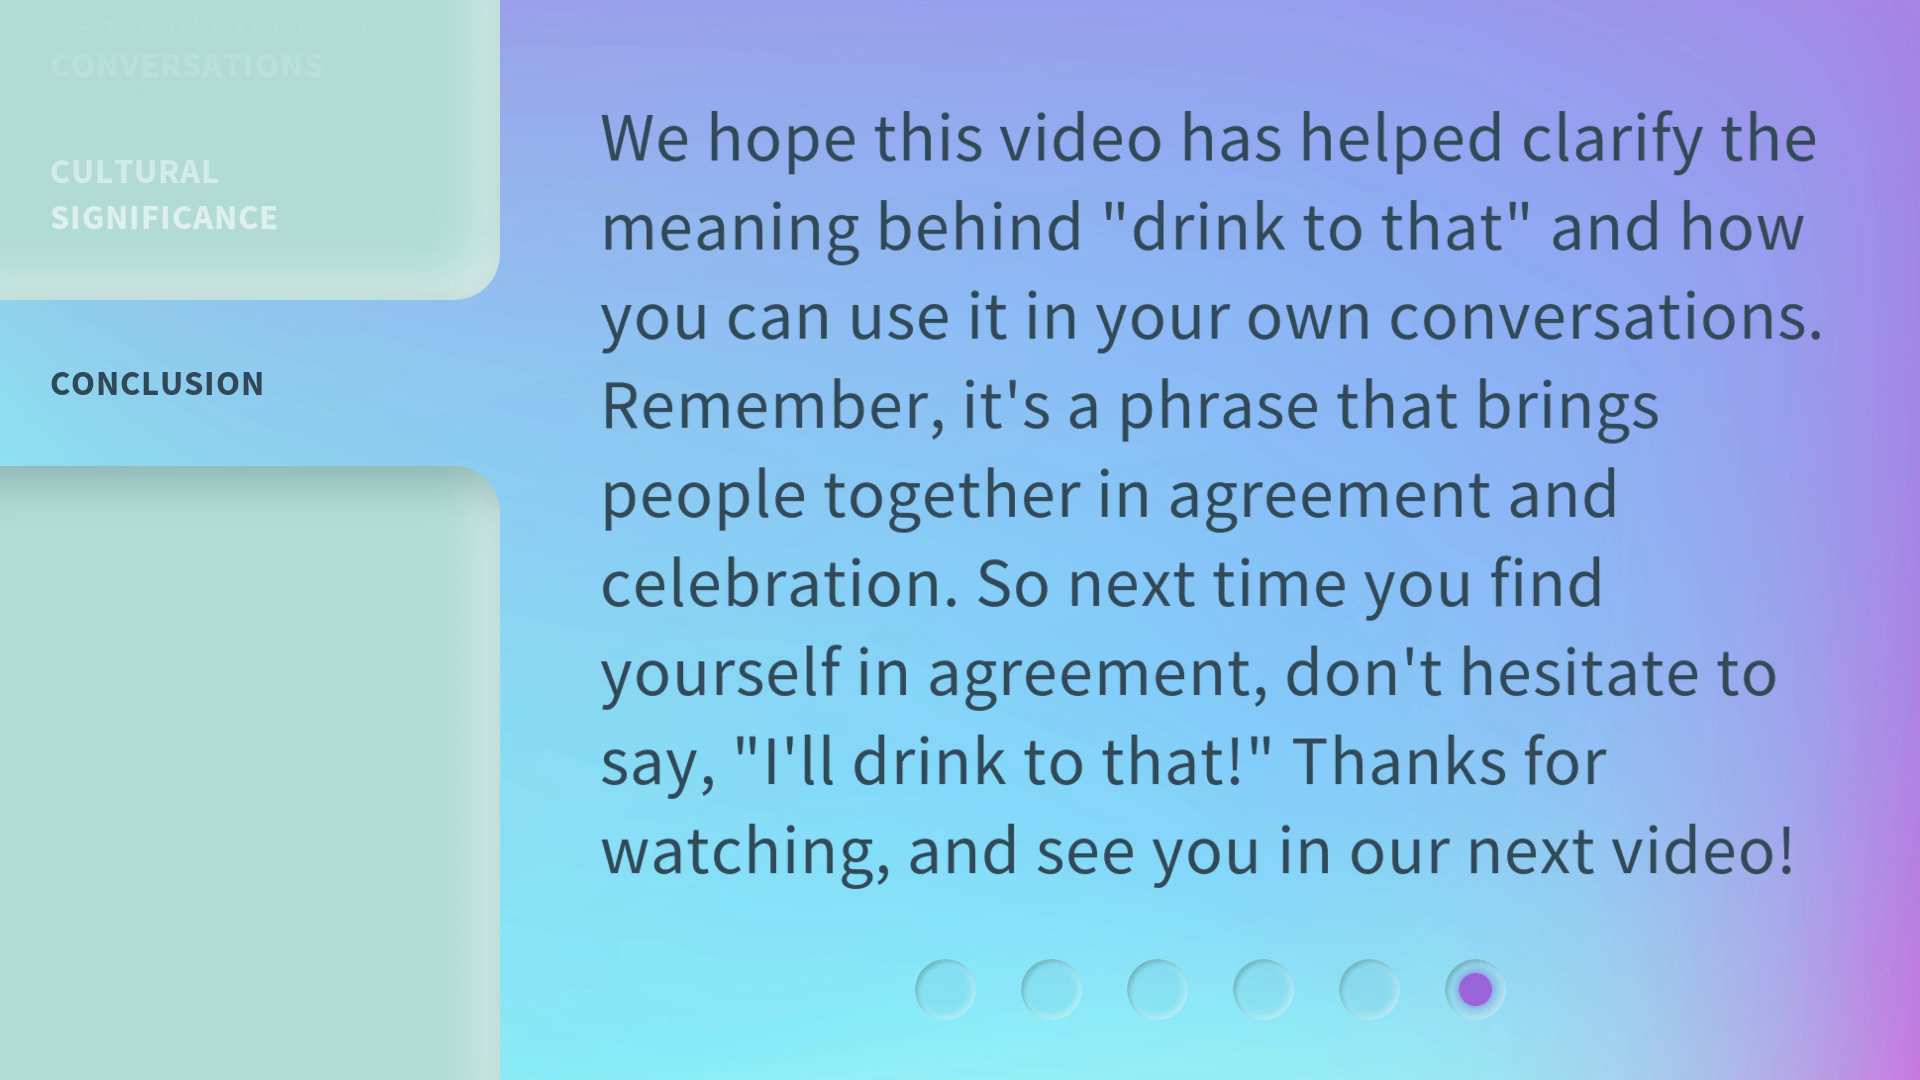 USAGE IN EVERYDAY
CONVERSATIONS
CULTURAL
SIGNIFICANCE
CONCLUSION
We hope this video has helped clarify the
meaning behind "drink to that" and how
you can use it in your own conversations.
Remember, it's a phrase that brings
people together in agreement and
celebration. So next time you find
yourself in agreement, don't hesitate to
say, "I'll drink to that!" Thanks for
watching, and see you in our next video!